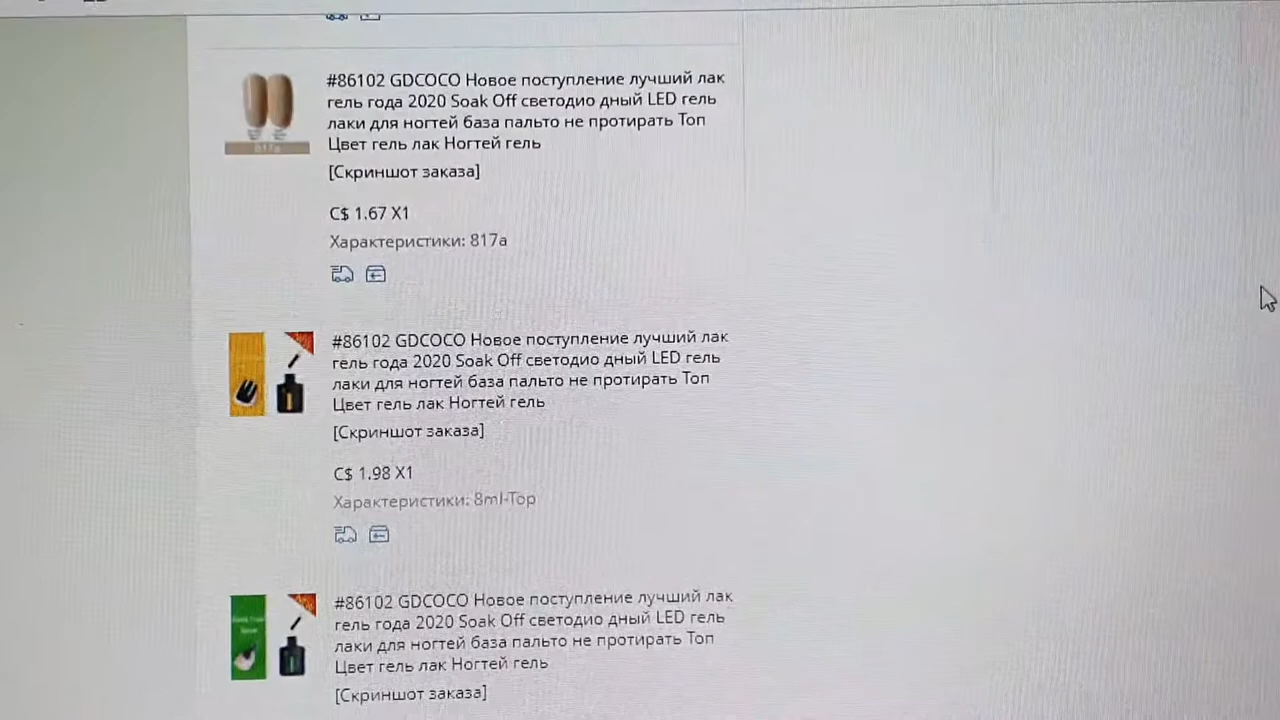 #86102 GDCOCO Новое поступление лучший лак
гель года 2020 Soak Off светодио дный LED гель
лаки для ногтей база пальто не протирать Топ
Цвет гель лак Ногтей гель
[Скриншот заказа]
C$ 1.67 X1
Характеристики: 817a
817a
#86102 GDCOCO Новое поступление лучший лак
гель года 2020 Soak Off светодио дный LED гель
лаки для ногтей база пальто не протирать Топ
Цвет гель лак Ногтей гель
[Скриншот заказа]
C$ 1.98 X1
Характеристики: 8ml-Top
#86102 GDCOCO Новое поступление лучший лак
гель года 2020 Soak Off светодио дный LED гель
лаки для ногтей база пальто не протирать Топ
Цвет гель лак Ногтей гель
[Скриншот заказа]